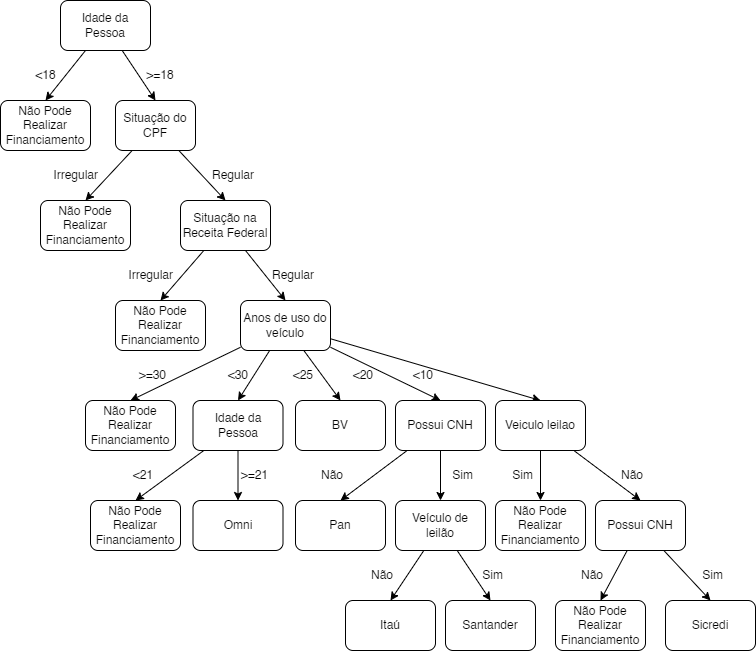 Idade da
Pessoa
<18
>=18
Não Pode
Realizar
Financiamento
Situação do
CPF
Irregular
Regular
Não Pode
Realizar
Financiamento
Situação na
Receita Federal
Irregular
Regular
Não Pode
Realizar
Financiamento
Anos de uso do
veículo
>=30
<30
<25
<20
<10
Não Pode
Realizar
Financiamento
Idade da
Pessoa
BV
Possui CNH
Veiculo leilao
<21
>=21
Não
Sim
Sim
Não
Não Pode
Realizar
Financiamento
Omni
Pan
Veículo de
leilão
Não Pode
Realizar
Financiamento
Possui CNH
Não
Sim
Não
Sim
Itaú
Santander
Não Pode
Realizar
Financiamento
Sicredi